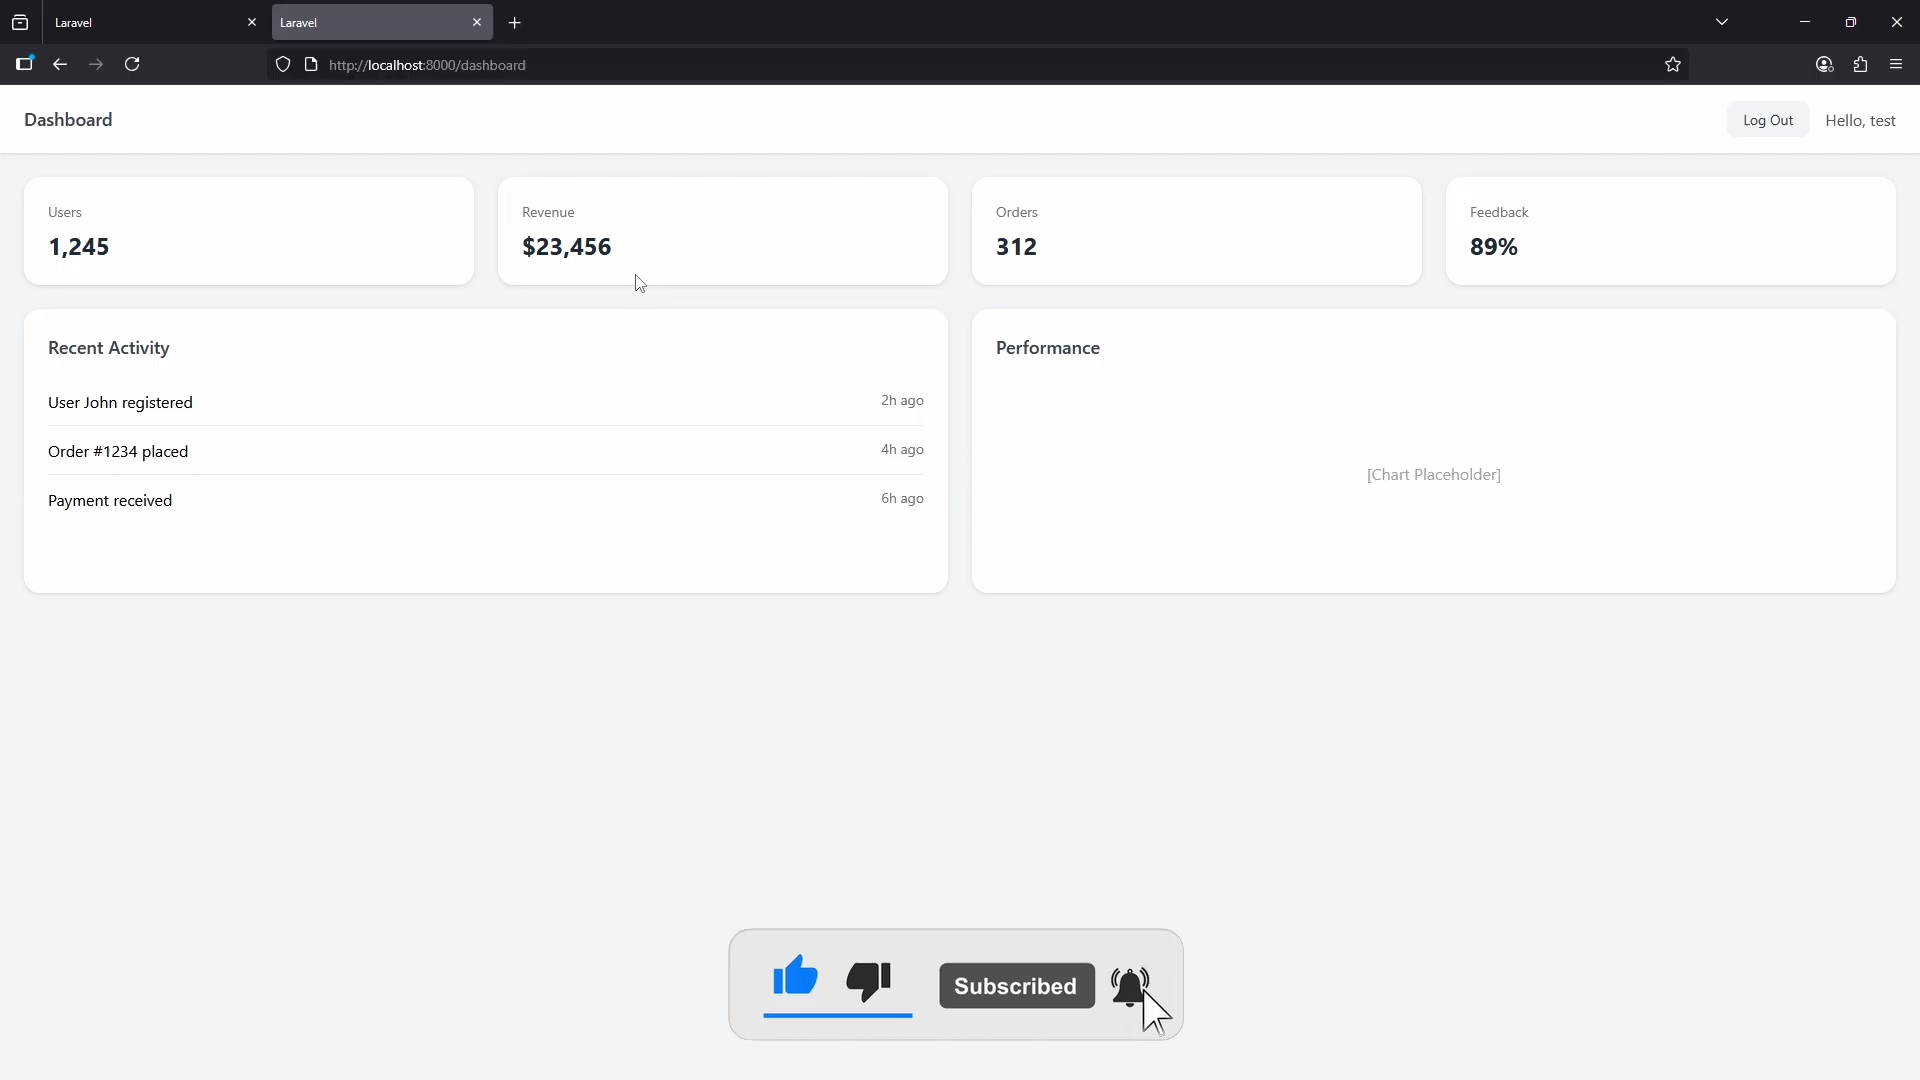 Laravel
Laravel
http://localhost:8000/dashboard
Dashboard
Log Out
Hello, test
Users
1,245
Revenue
$23,456
Orders
312
Feedback
89%
Recent Activity
User John registered
2h ago
Order #1234 placed
4h ago
Payment received
6h ago
Performance
[Chart Placeholder]
Subscribed